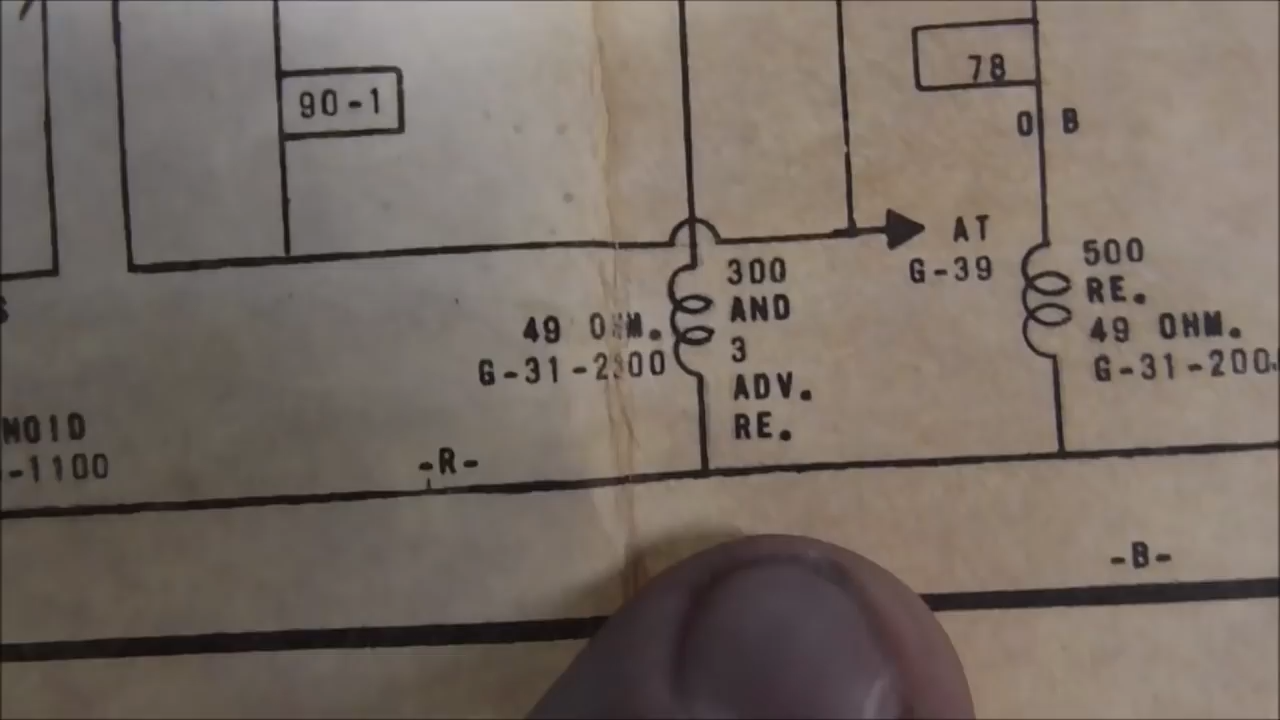 90-1
78
O B
AT
G-39
300
AND
3
ADV.
RE.
49 OHM.
G-31-2300
500
RE.
49 OHM.
G-31-200
-1100
-R-
-B-